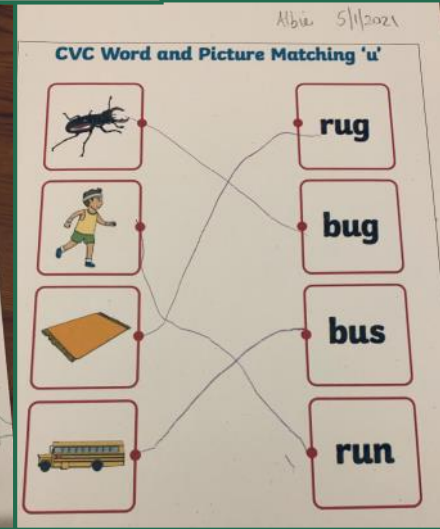 Albie 5/1/2021
CVC Word and Picture Matching 'u'
rug
bug
bus
run